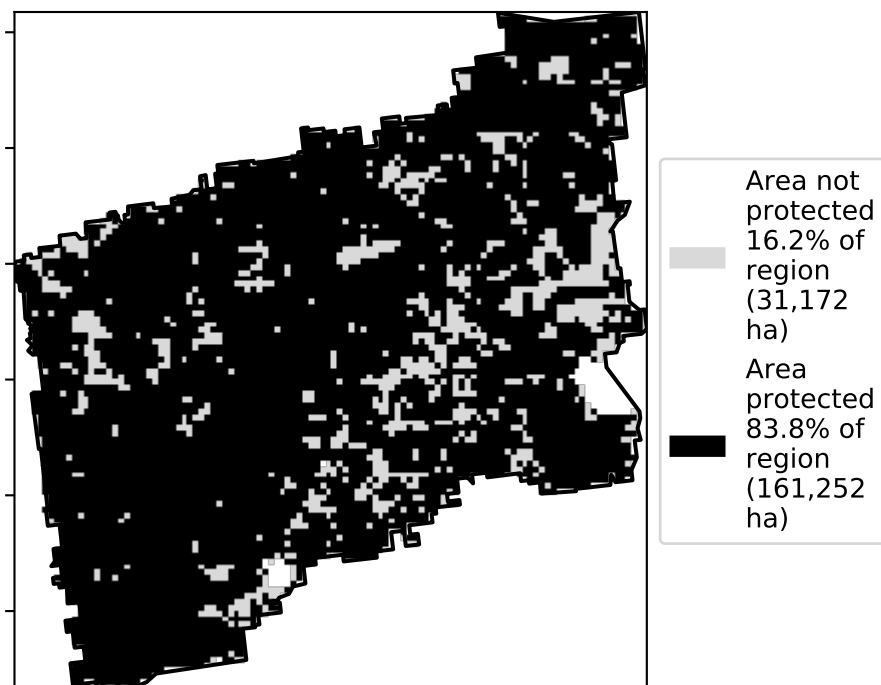 Area not
protected
16.2% of
region
(31,172
ha)
Area
protected
83.8% of
region
(161,252
ha)